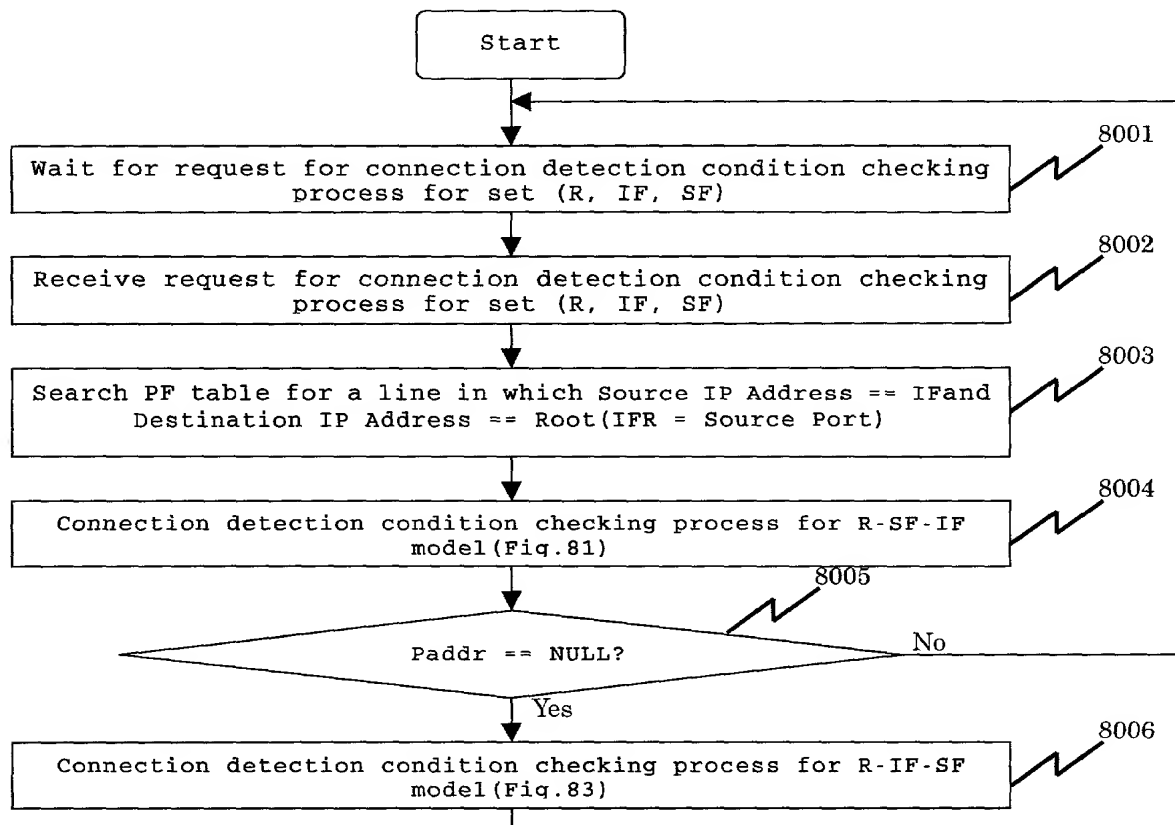 Start
8001
Wait for request for connection detection condition checking
process for set (R, IF, SF)
8002
Receive request for connection detection condition checking
process for set (R, IF, SF)
8003
Search PF table for a line in which Source IP Address == IFand
Destination IP Address == Root(IFR = Source Port)
8004
Connection detection condition checking process for R-SF-IF
model(Fig.81)
8005
Paddr == NULL?
No
Yes
8006
Connection detection condition checking process for R-IF-SF
model(Fig.83)